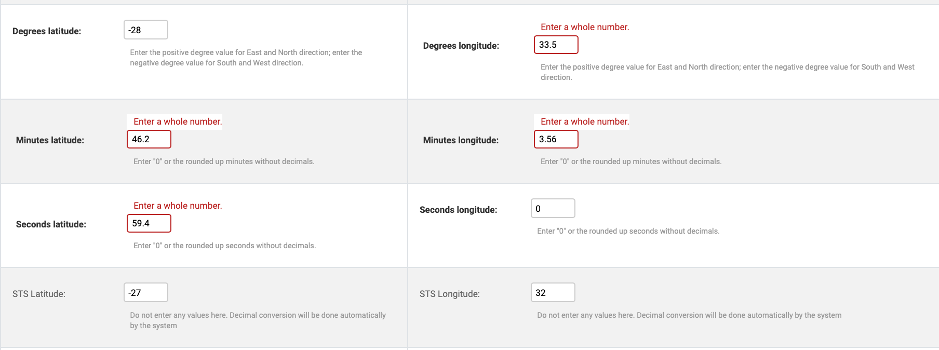 Degrees latitude:
-28
Enter the positive degree value for East and North direction; enter the
negative degree value for South and West direction.
Enter a whole number.
Degrees longitude:
33.5
Enter the positive degree value for East and North direction; enter the negative degree value for South and West
direction.
Enter a whole number.
Minutes latitude:
46.2
Enter "0" or the rounded up minutes without decimals.
Enter a whole number.
Minutes longitude:
3.56
Enter "0" or the rounded up minutes without decimals.
Enter a whole number.
Seconds latitude:
59.4
Enter "0" or the rounded up seconds without decimals.
Seconds longitude:
0
Enter "0" or the rounded up seconds without decimals.
STS Latitude:
-27
Do not enter any values here. Decimal conversion will be done automatically
by the system
STS Longitude:
32
Do not enter any values here. Decimal conversion will be done automatically by the system